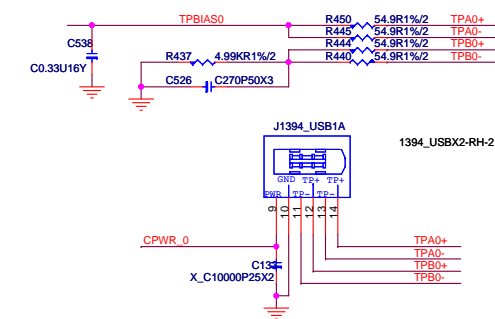 TPBIAS0 R450 54.9R1%/2 TPA0+
R445 54.9R1%/2 TPA0-
C538 R444 54.9R1%/2 TPB0+
R437 4.99KR1%/2 R440 54.9R1%/2 TPB0-
C0.33U16Y C526 C270P50X3
J1394_USB1A
1394_USBX2-RH-2
GND TP+ TP+
PWR TP- TP-
9 10 11 12 13 14
CPWR_0 TPA0+
TPA0-
TPB0+
X_C10000P25X2 TPB0-